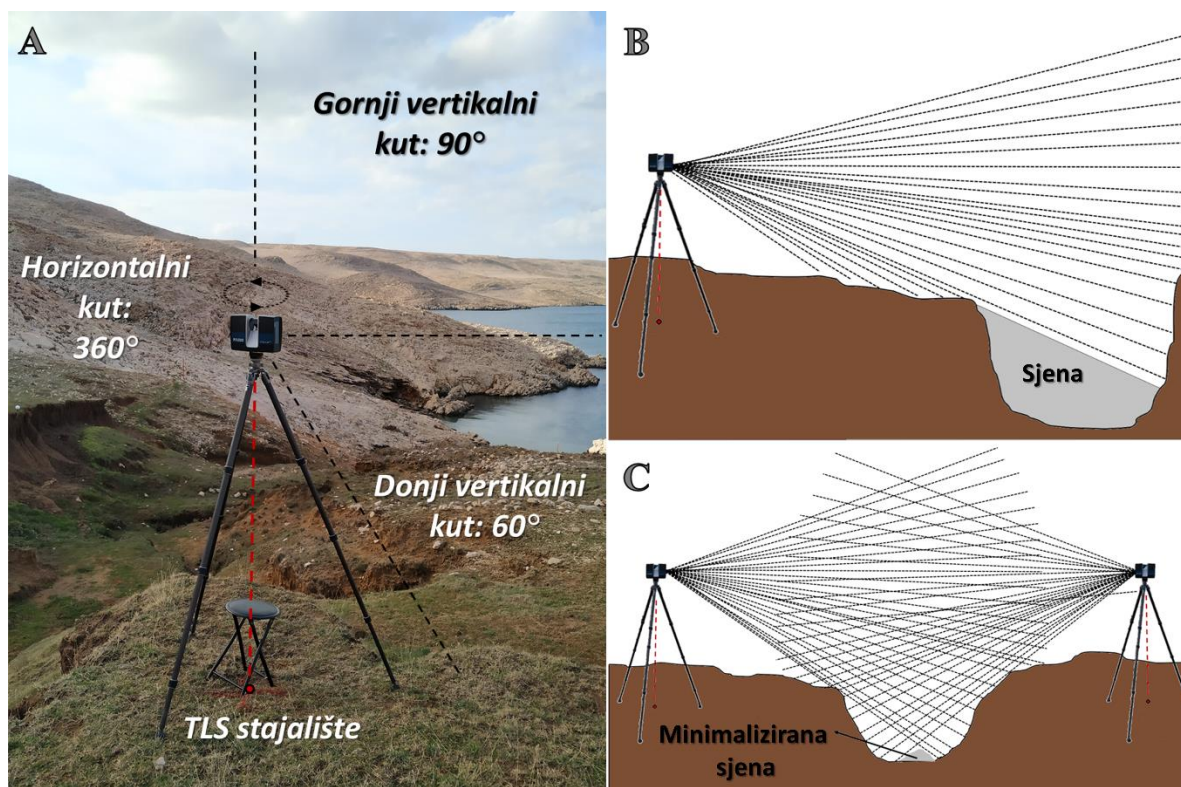 A
Gornji vertikalni
kut: 90°
Horizontalni
kut:
360°
Donji vertikalni
kut: 60°
TLS stajalište
B
Sjena
C
Minimalizirana
sjena